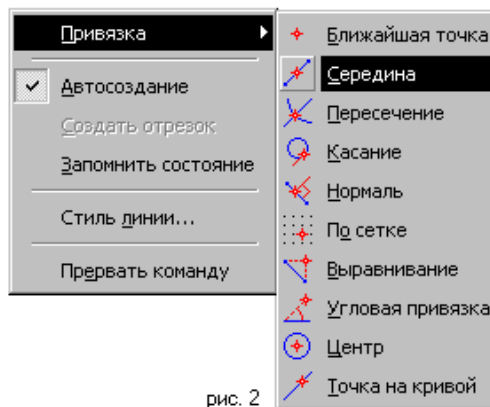 Привязка
Автосоздание
Создать отрезок
Запомнить состояние
Стиль линии...
Прервать команду
Ближайшая точка
Середина
Пересечение
Касание
Нормаль
По сетке
Выравнивание
Угловая привязка
Центр
Точка на кривой
рис. 2